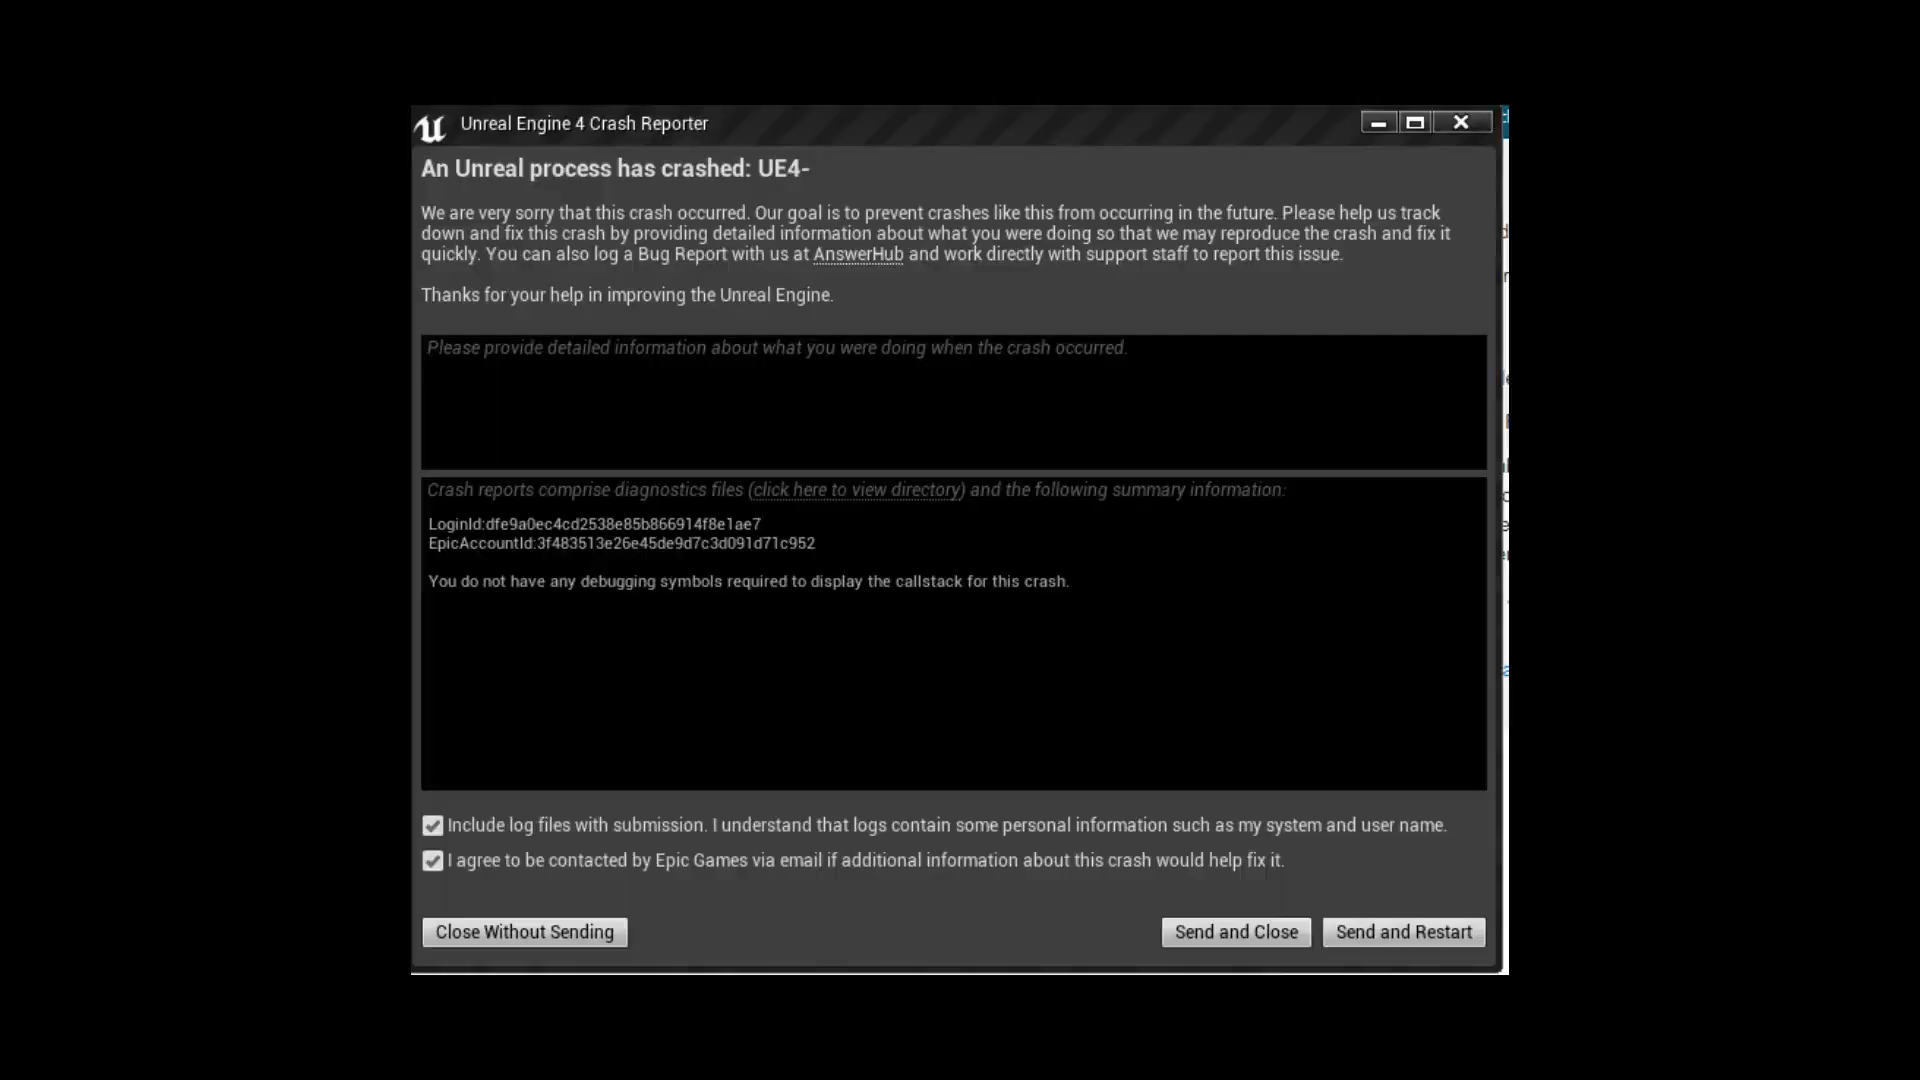 Unreal Engine 4 Crash Reporter
An Unreal process has crashed: UE4-
We are very sorry that this crash occurred. Our goal is to prevent crashes like this from occurring in the future. Please help us track
down and fix this crash by providing detailed information about what you were doing so that we may reproduce the crash and fix it
quickly. You can also log a Bug Report with us at AnswerHub and work directly with support staff to report this issue.
Thanks for your help in improving the Unreal Engine.
Please provide detailed information about what you were doing when the crash occurred.
Crash reports comprise diagnostics files (click here to view directory) and the following summary information:
LoginId:dfe9a0ec4cd2538e85b866914f8e1ae7
EpicAccountId:3f483513e26e45de9d7c3d091d71c952
You do not have any debugging symbols required to display the callstack for this crash.
Include log files with submission. I understand that logs contain some personal information such as my system and user name.
I agree to be contacted by Epic Games via email if additional information about this crash would help fix it.
Close Without Sending
Send and Close
Send and Restart